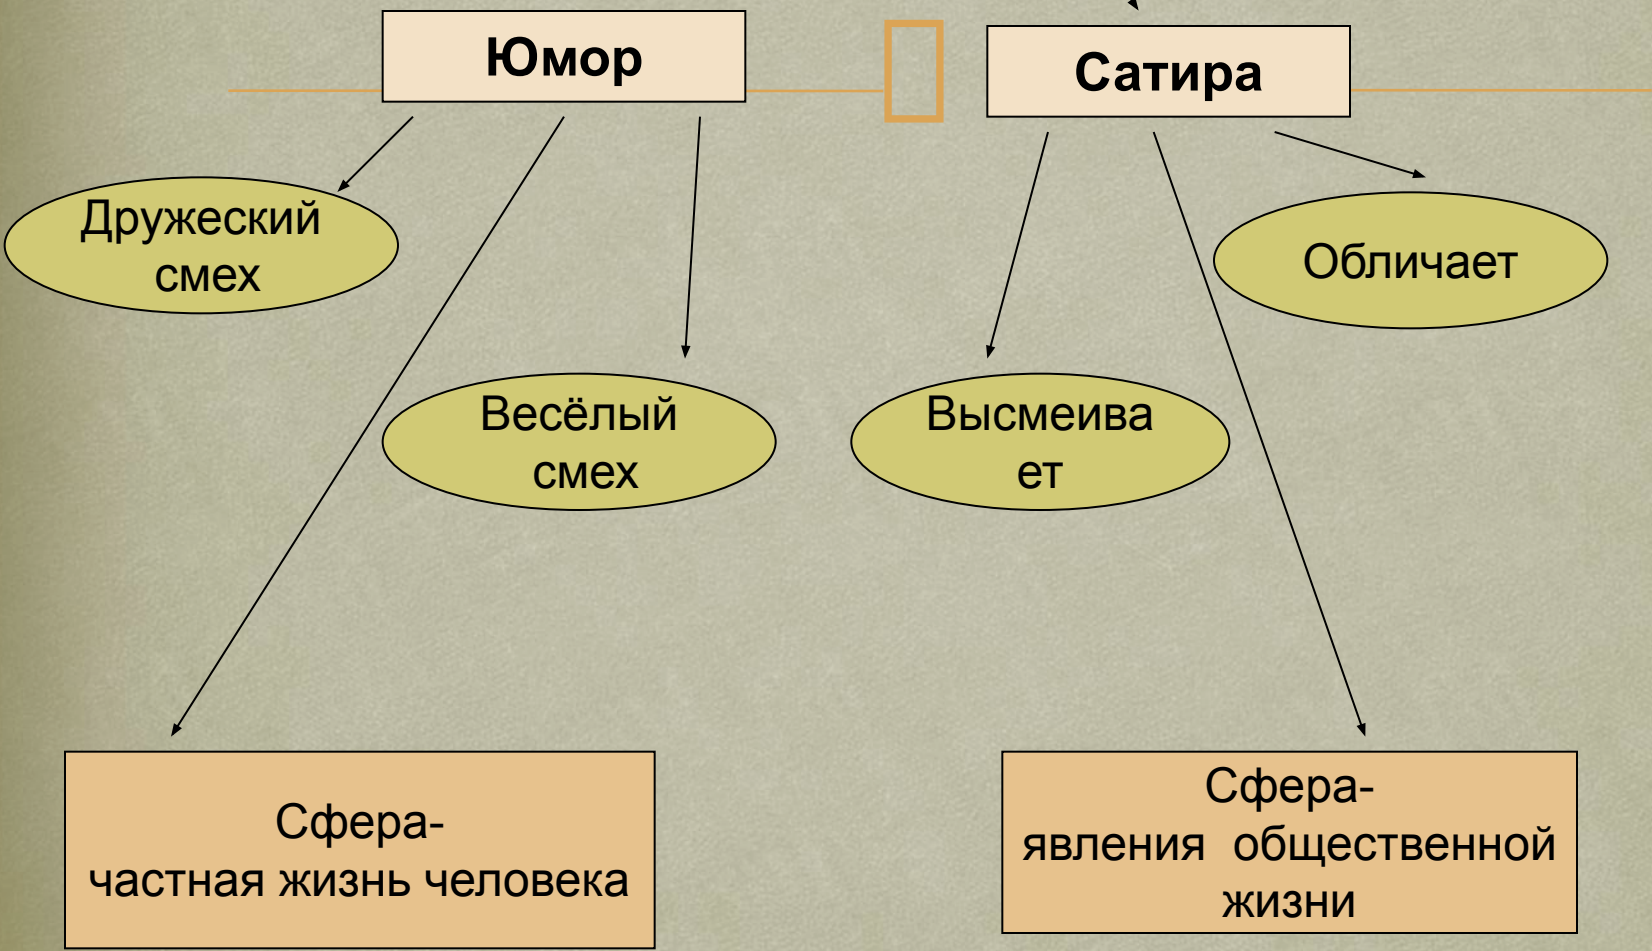 Юмор
Сатира
Дружеский
смех
Обличает
Весёлый
смех
Высмеива
ет
Сфера-
частная жизнь человека
Сфера-
явления общественной
жизни